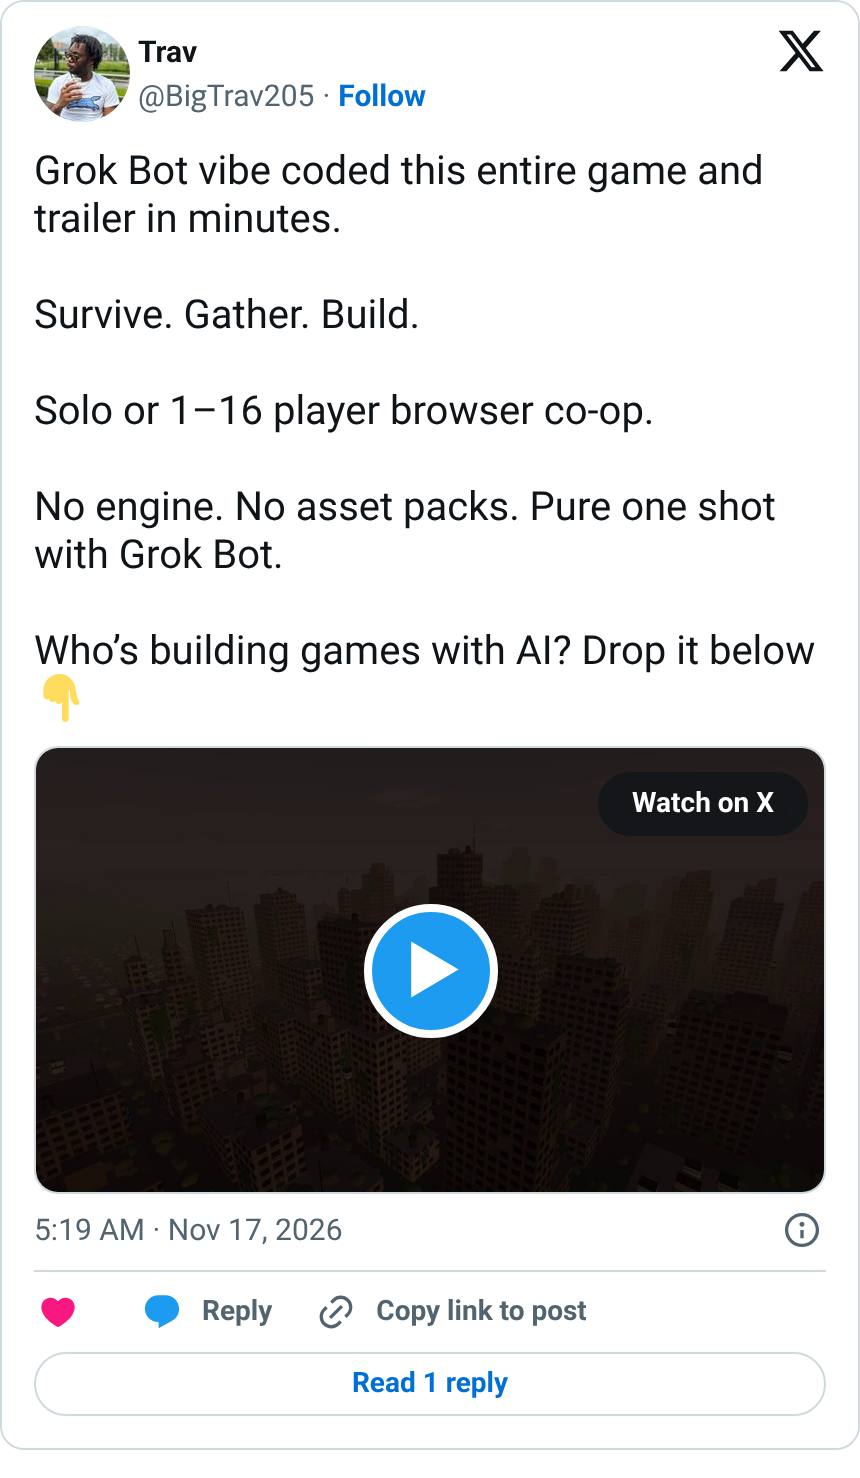 Trav
@BigTrav205 · Follow
Grok Bot vibe coded this entire game and
trailer in minutes.
Survive. Gather. Build.
Solo or 1–16 player browser co-op.
No engine. No asset packs. Pure one shot
with Grok Bot.
Who’s building games with AI? Drop it below
👇
Watch on X
5:19 AM · Nov 17, 2026
Reply
Copy link to post
Read 1 reply